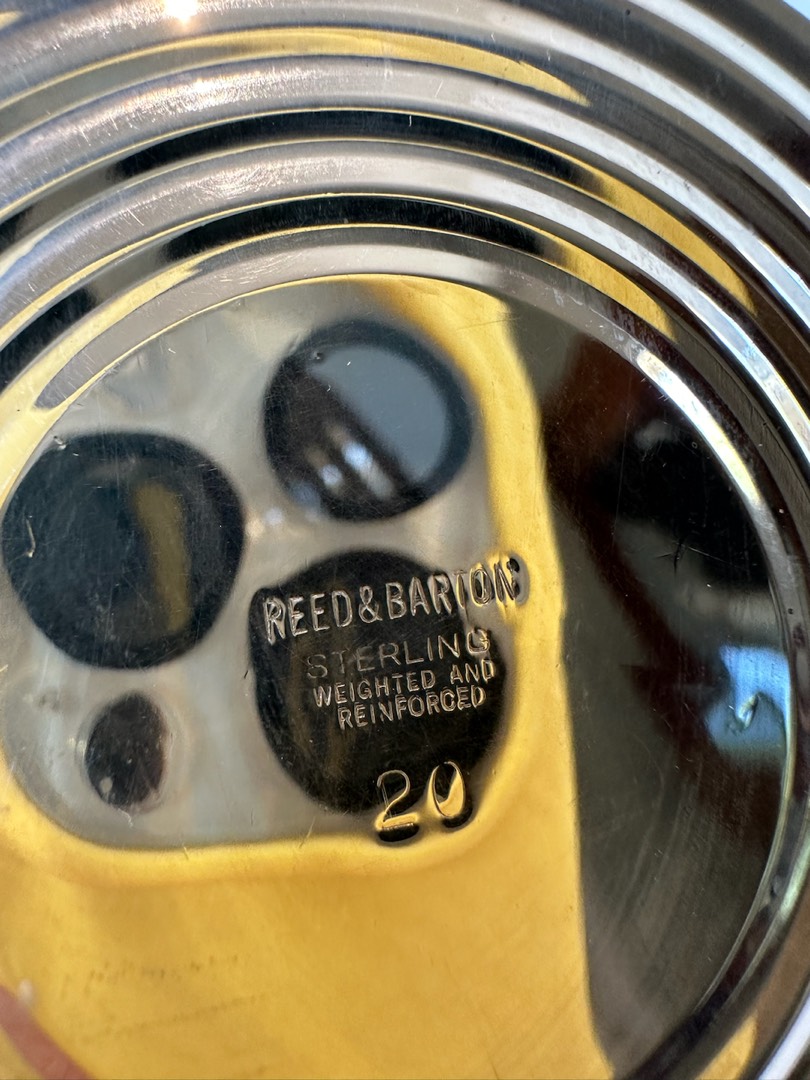 REED&BARTON
STERLING
WEIGHTED AND
REINFORCED
20